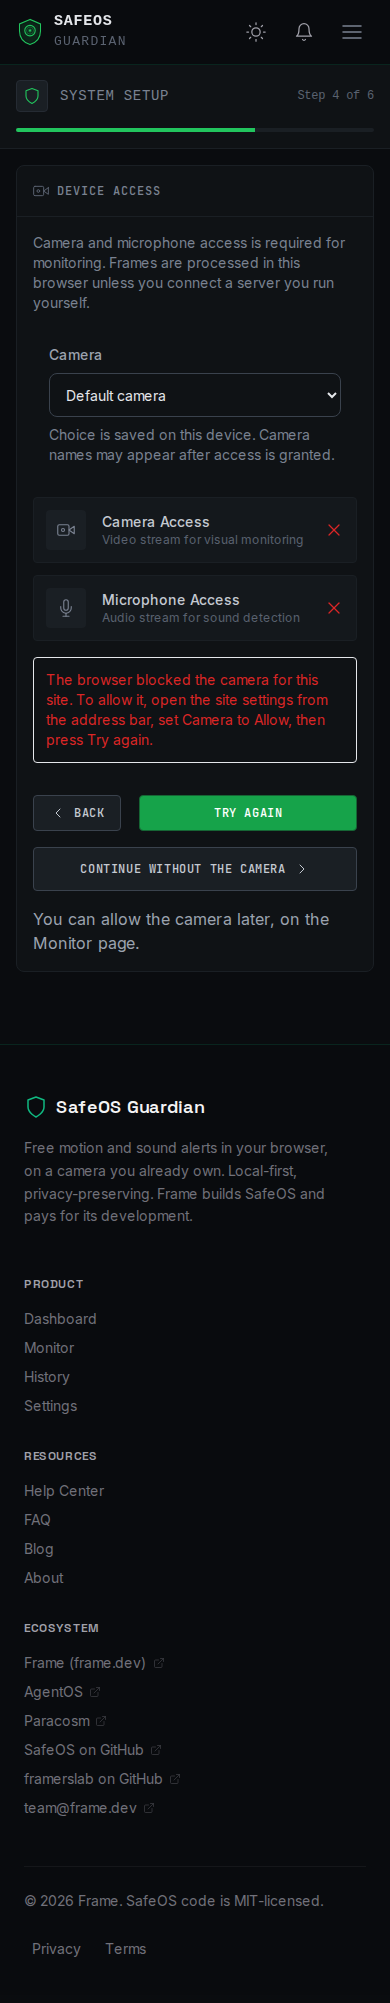 SAFEOS
GUARDIAN
SYSTEM SETUP
Step 4 of 6
DEVICE ACCESS
Camera and microphone access is required for
monitoring. Frames are processed in this
browser unless you connect a server you run
yourself.
Camera
Default camera
Choice is saved on this device. Camera
names may appear after access is granted.
Camera Access
Video stream for visual monitoring
Microphone Access
Audio stream for sound detection
The browser blocked the camera for this
site. To allow it, open the site settings from
the address bar, set Camera to Allow, then
press Try again.
BACK
TRY AGAIN
CONTINUE WITHOUT THE CAMERA
You can allow the camera later, on the
Monitor page.
SafeOS Guardian
Free motion and sound alerts in your browser,
on a camera you already own. Local-first,
privacy-preserving. Frame builds SafeOS and
pays for its development.
PRODUCT
Dashboard
Monitor
History
Settings
RESOURCES
Help Center
FAQ
Blog
About
ECOSYSTEM
Frame (frame.dev)
AgentOS
Paracosm
SafeOS on GitHub
framerslab on GitHub
team@frame.dev
© 2026 Frame. SafeOS code is MIT-licensed.
Privacy
Terms